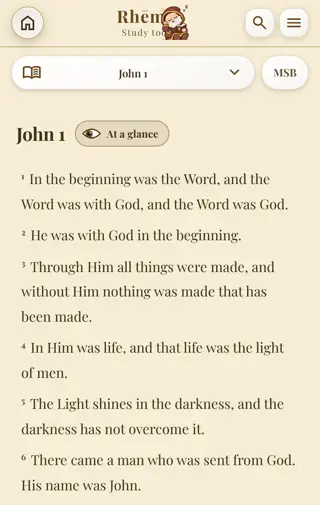 Rhēm
Study too
John 1
MSB
John 1
At a glance
1 In the beginning was the Word, and the
Word was with God, and the Word was God.
2 He was with God in the beginning.
3 Through Him all things were made, and
without Him nothing was made that has
been made.
4 In Him was life, and that life was the light
of men.
5 The Light shines in the darkness, and the
darkness has not overcome it.
6 There came a man who was sent from God.
His name was John.